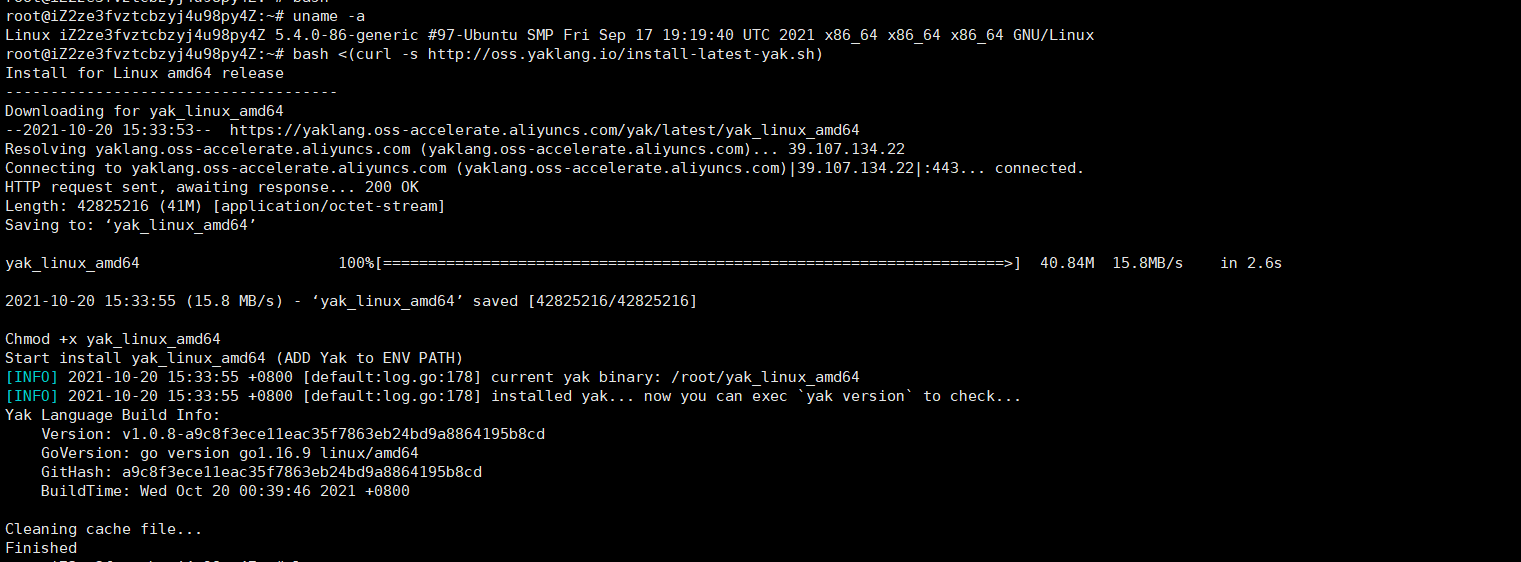 root@iZ2ze3fvztcbzyj4u98py4Z:~# bash
root@iZ2ze3fvztcbzyj4u98py4Z:~# uname -a
Linux iZ2ze3fvztcbzyj4u98py4Z 5.4.0-86-generic #97-Ubuntu SMP Fri Sep 17 19:19:40 UTC 2021 x86_64 x86_64 x86_64 GNU/Linux
root@iZ2ze3fvztcbzyj4u98py4Z:~# bash <(curl -s http://oss.yaklang.io/install-latest-yak.sh)
Install for Linux amd64 release
-------------------------------------
Downloading for yak_linux_amd64
--2021-10-20 15:33:53--  https://yaklang.oss-accelerate.aliyuncs.com/yak/latest/yak_linux_amd64
Resolving yaklang.oss-accelerate.aliyuncs.com (yaklang.oss-accelerate.aliyuncs.com)... 39.107.134.22
Connecting to yaklang.oss-accelerate.aliyuncs.com (yaklang.oss-accelerate.aliyuncs.com)|39.107.134.22|:443... connected.
HTTP request sent, awaiting response... 200 OK
Length: 42825216 (41M) [application/octet-stream]
Saving to: ‘yak_linux_amd64’
yak_linux_amd64                      100%[=====================================================================>]  40.84M  15.8MB/s    in 2.6s
2021-10-20 15:33:55 (15.8 MB/s) - ‘yak_linux_amd64’ saved [42825216/42825216]
Chmod +x yak_linux_amd64
Start install yak_linux_amd64 (ADD Yak to ENV PATH)
[INFO] 2021-10-20 15:33:55 +0800 [default:log.go:178] current yak binary: /root/yak_linux_amd64
[INFO] 2021-10-20 15:33:55 +0800 [default:log.go:178] installed yak... now you can exec `yak version` to check...
Yak Language Build Info:
    Version: v1.0.8-a9c8f3ece11eac35f7863eb24bd9a8864195b8cd
    GoVersion: go version go1.16.9 linux/amd64
    GitHash: a9c8f3ece11eac35f7863eb24bd9a8864195b8cd
    BuildTime: Wed Oct 20 00:39:46 2021 +0800
Cleaning cache file...
Finished